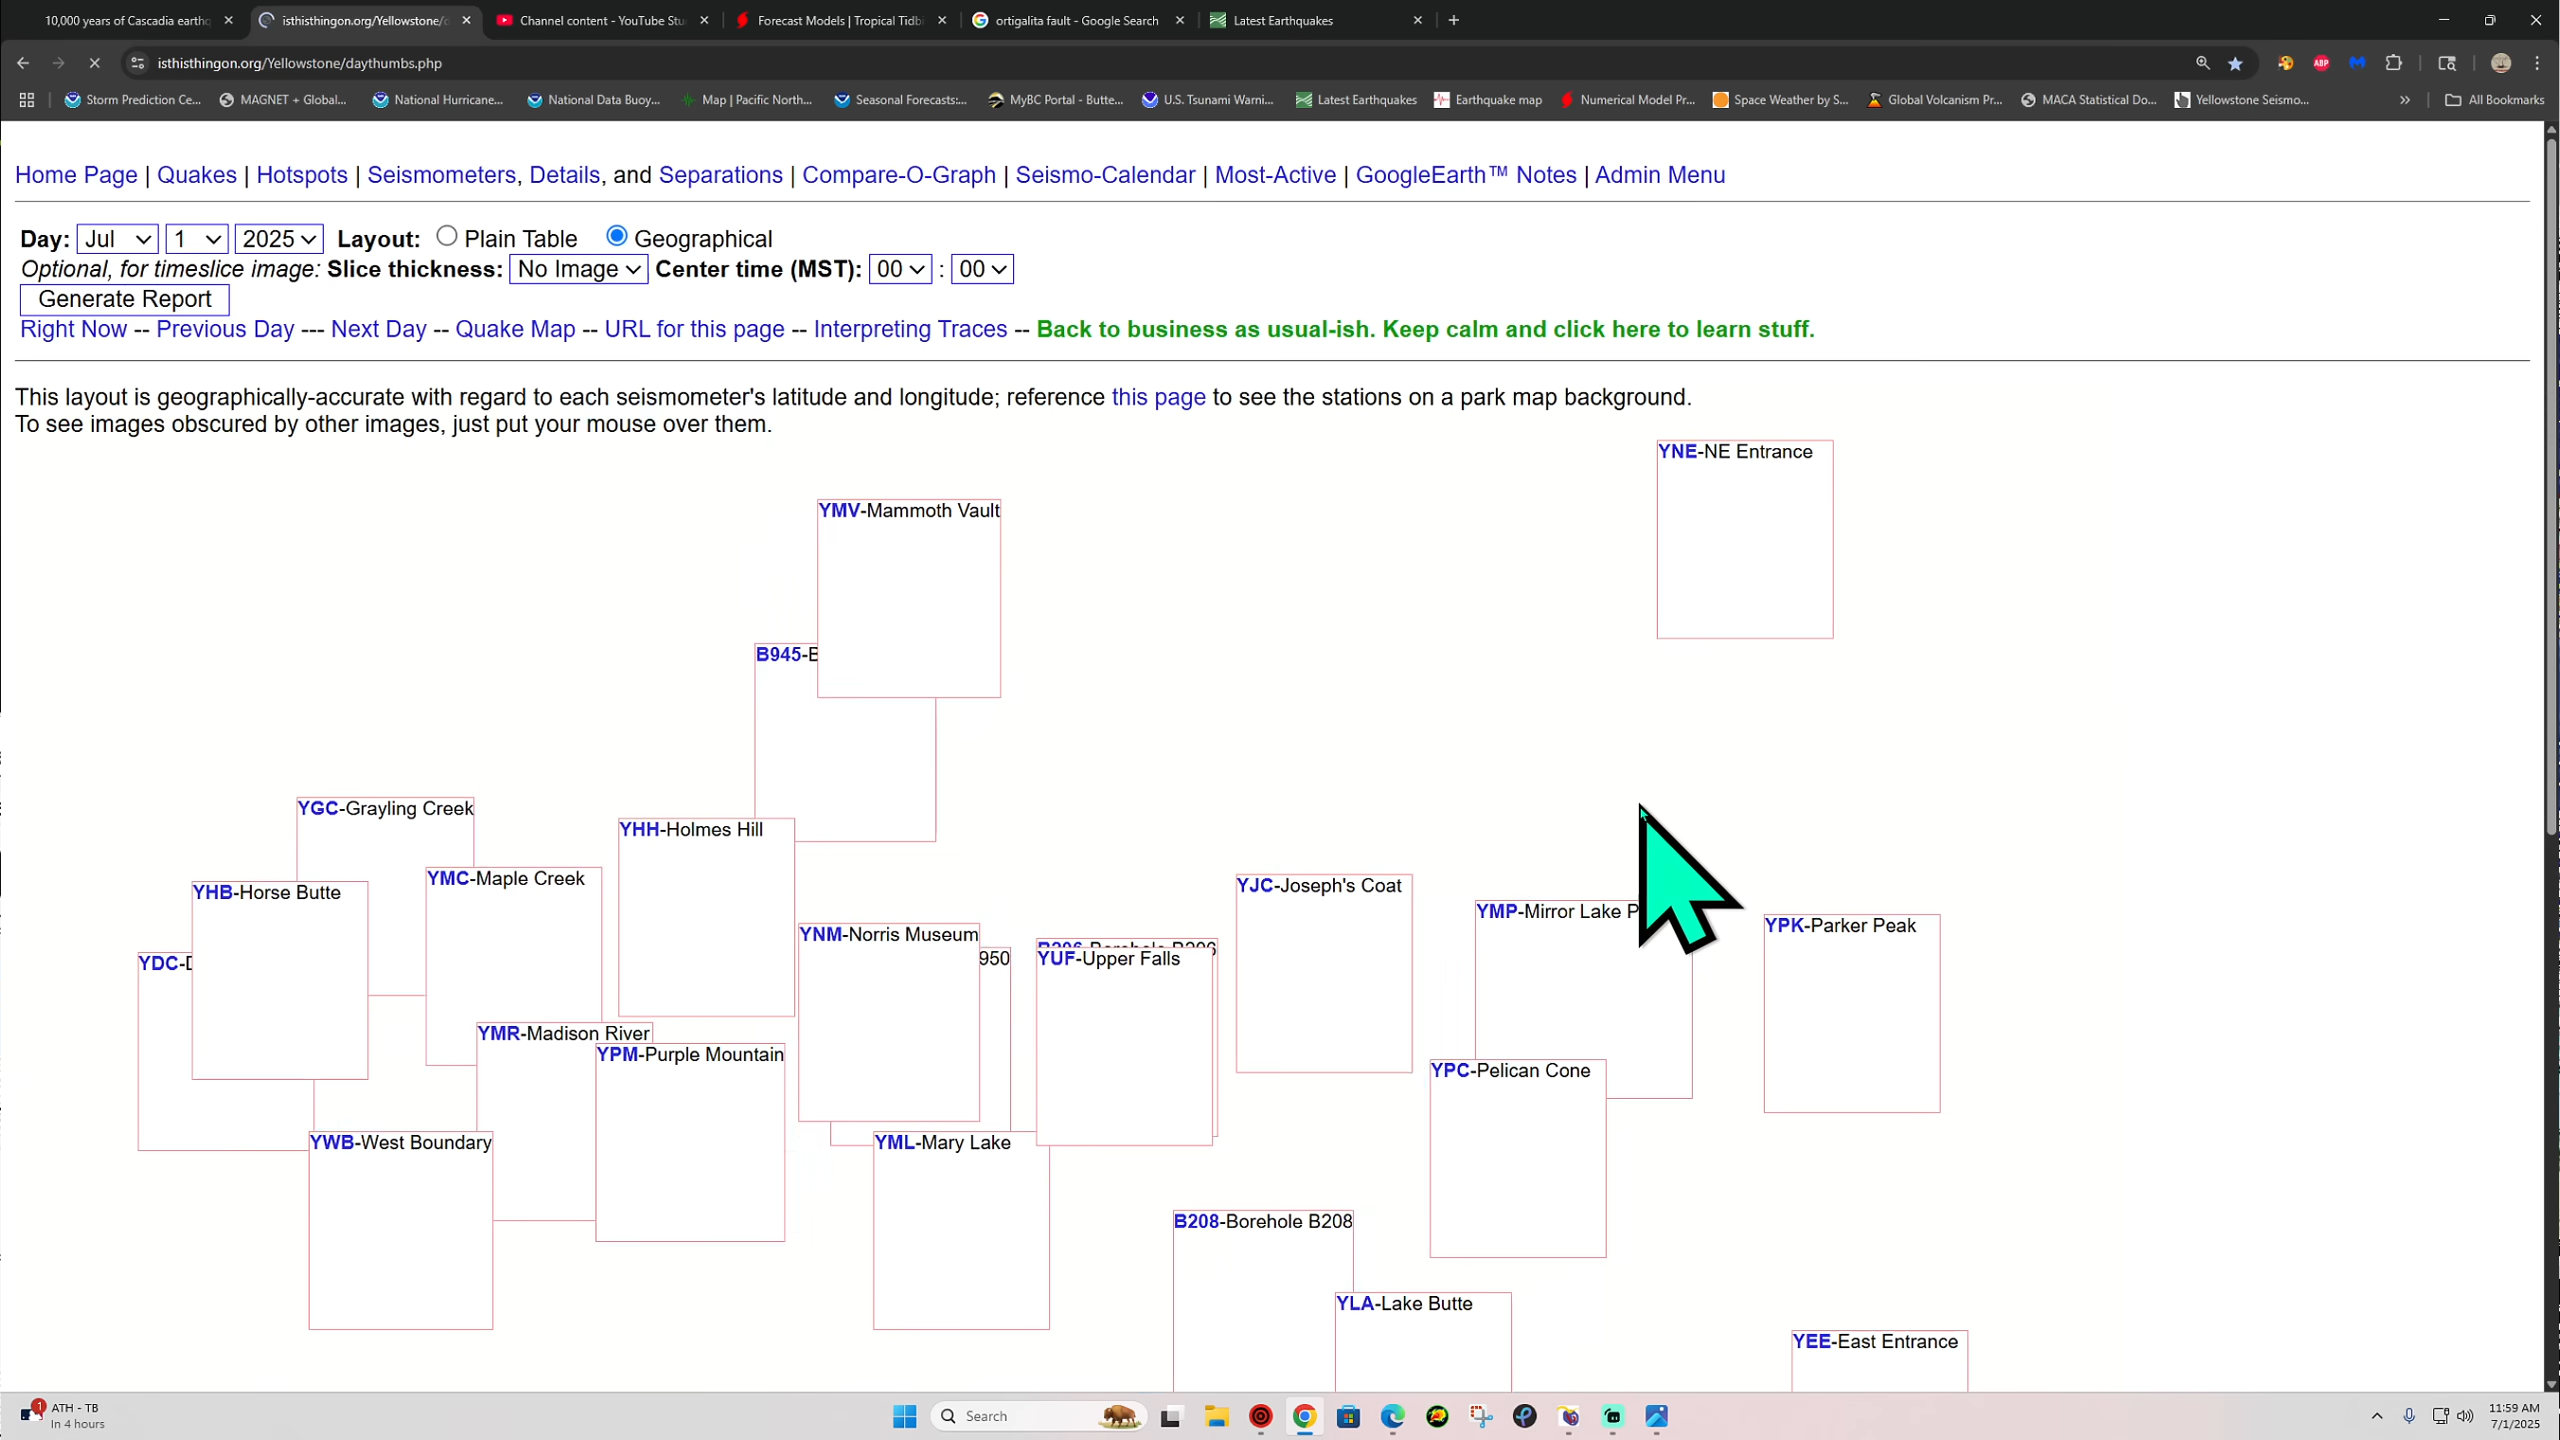 10,000 years of Cascadia earthq
isthisthingon.org/Yellowstone/d
Channel content - YouTube Stu
Forecast Models | Tropical Tidb
ortigalita fault - Google Search
Latest Earthquakes
isthisthingon.org/Yellowstone/daythumbs.php
Storm Prediction Ce...
MAGNET + Global...
National Hurricane...
National Data Buoy...
Map | Pacific North...
Seasonal Forecasts:...
MyBC Portal - Butte...
U.S. Tsunami Warni...
Latest Earthquakes
Earthquake map
Numerical Model Pr...
Space Weather by S...
Global Volcanism Pr...
MACA Statistical Do...
Yellowstone Seismo...
All Bookmarks
Home Page | Quakes | Hotspots | Seismometers, Details, and Separations | Compare-O-Graph | Seismo-Calendar | Most-Active | GoogleEarth™ Notes | Admin Menu
Day: Jul 1 2025 Layout: Plain Table Geographical
Optional, for timeslice image: Slice thickness: No Image Center time (MST): 00 : 00
Generate Report
Right Now -- Previous Day --- Next Day -- Quake Map -- URL for this page -- Interpreting Traces -- Back to business as usual-ish. Keep calm and click here to learn stuff.
This layout is geographically-accurate with regard to each seismometer's latitude and longitude; reference this page to see the stations on a park map background.
To see images obscured by other images, just put your mouse over them.
YNE-NE Entrance
YMV-Mammoth Vault
B945-B
YGC-Grayling Creek
YHH-Holmes Hill
YMC-Maple Creek
YJC-Joseph's Coat
YHB-Horse Butte
YMP-Mirror Lake P
YPK-Parker Peak
YNM-Norris Museum
B206-Borehole B206
950
YUF-Upper Falls
YDC-D
YMR-Madison River
YPM-Purple Mountain
YPC-Pelican Cone
YWB-West Boundary
YML-Mary Lake
B208-Borehole B208
YLA-Lake Butte
YEE-East Entrance
1
ATH - TB
In 4 hours
Search
11:59 AM
7/1/2025
ABP